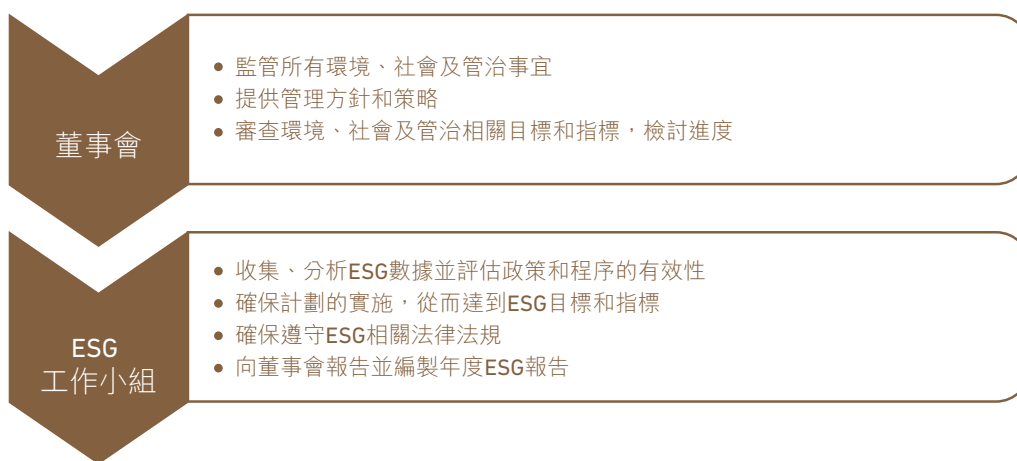 董事會
• 監管所有環境、社會及管治事宜
• 提供管理方針和策略
• 審查環境、社會及管治相關目標和指標，檢討進度
ESG
工作小組
• 收集、分析ESG數據並評估政策和程序的有效性
• 確保計劃的實施，從而達到ESG目標和指標
• 確保遵守ESG相關法律法規
• 向董事會報告並編製年度ESG報告